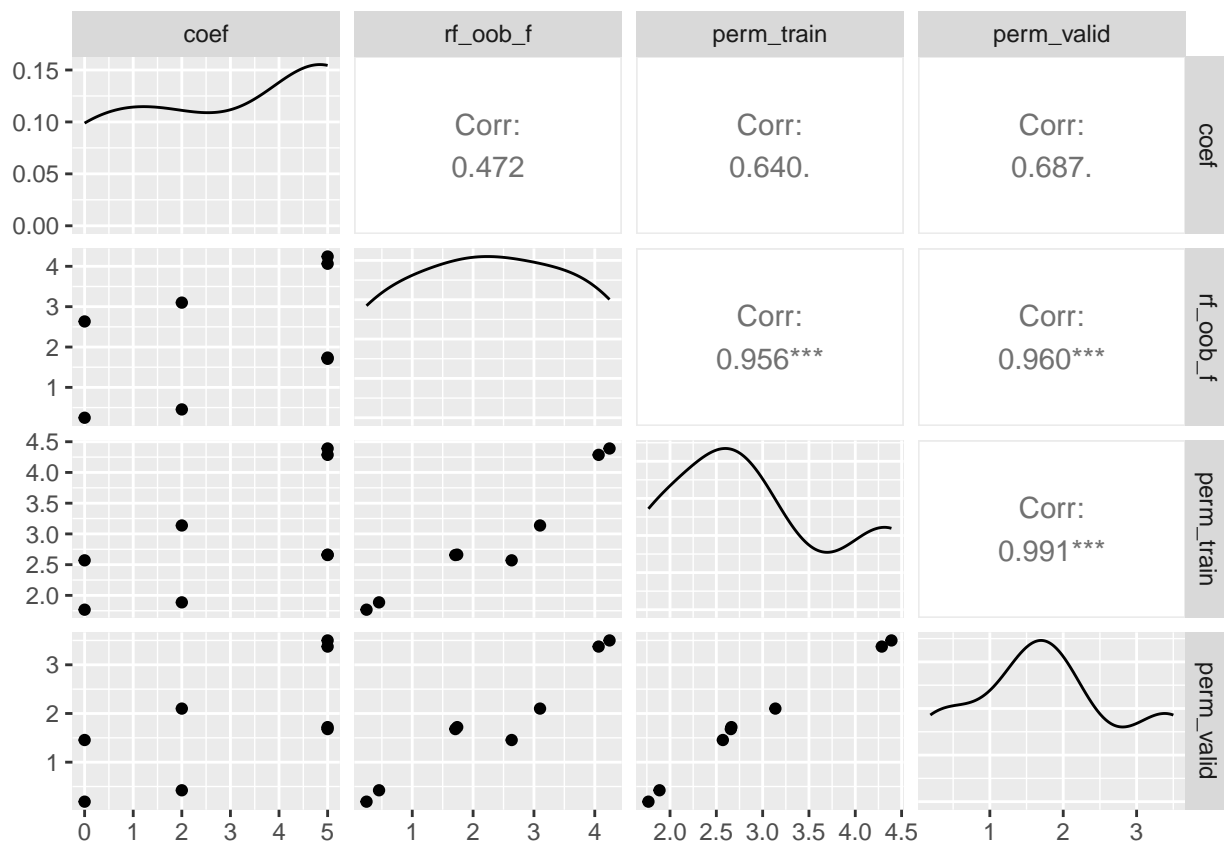 coef rf_oob_f perm_train perm_valid
0.15
0.10
0.05
0.00
Corr:
0.472
Corr:
0.640.
Corr:
0.687.
coef
4
3
2
1
Corr:
0.956***
Corr:
0.960***
rf_oob_f
4.5
4.0
3.5
3.0
2.5
2.0
Corr:
0.991***
perm_train
3
2
1
perm_valid
0 1 2 3 4 5
1 2 3 4
2.0 2.5 3.0 3.5 4.0 4.5
1 2 3